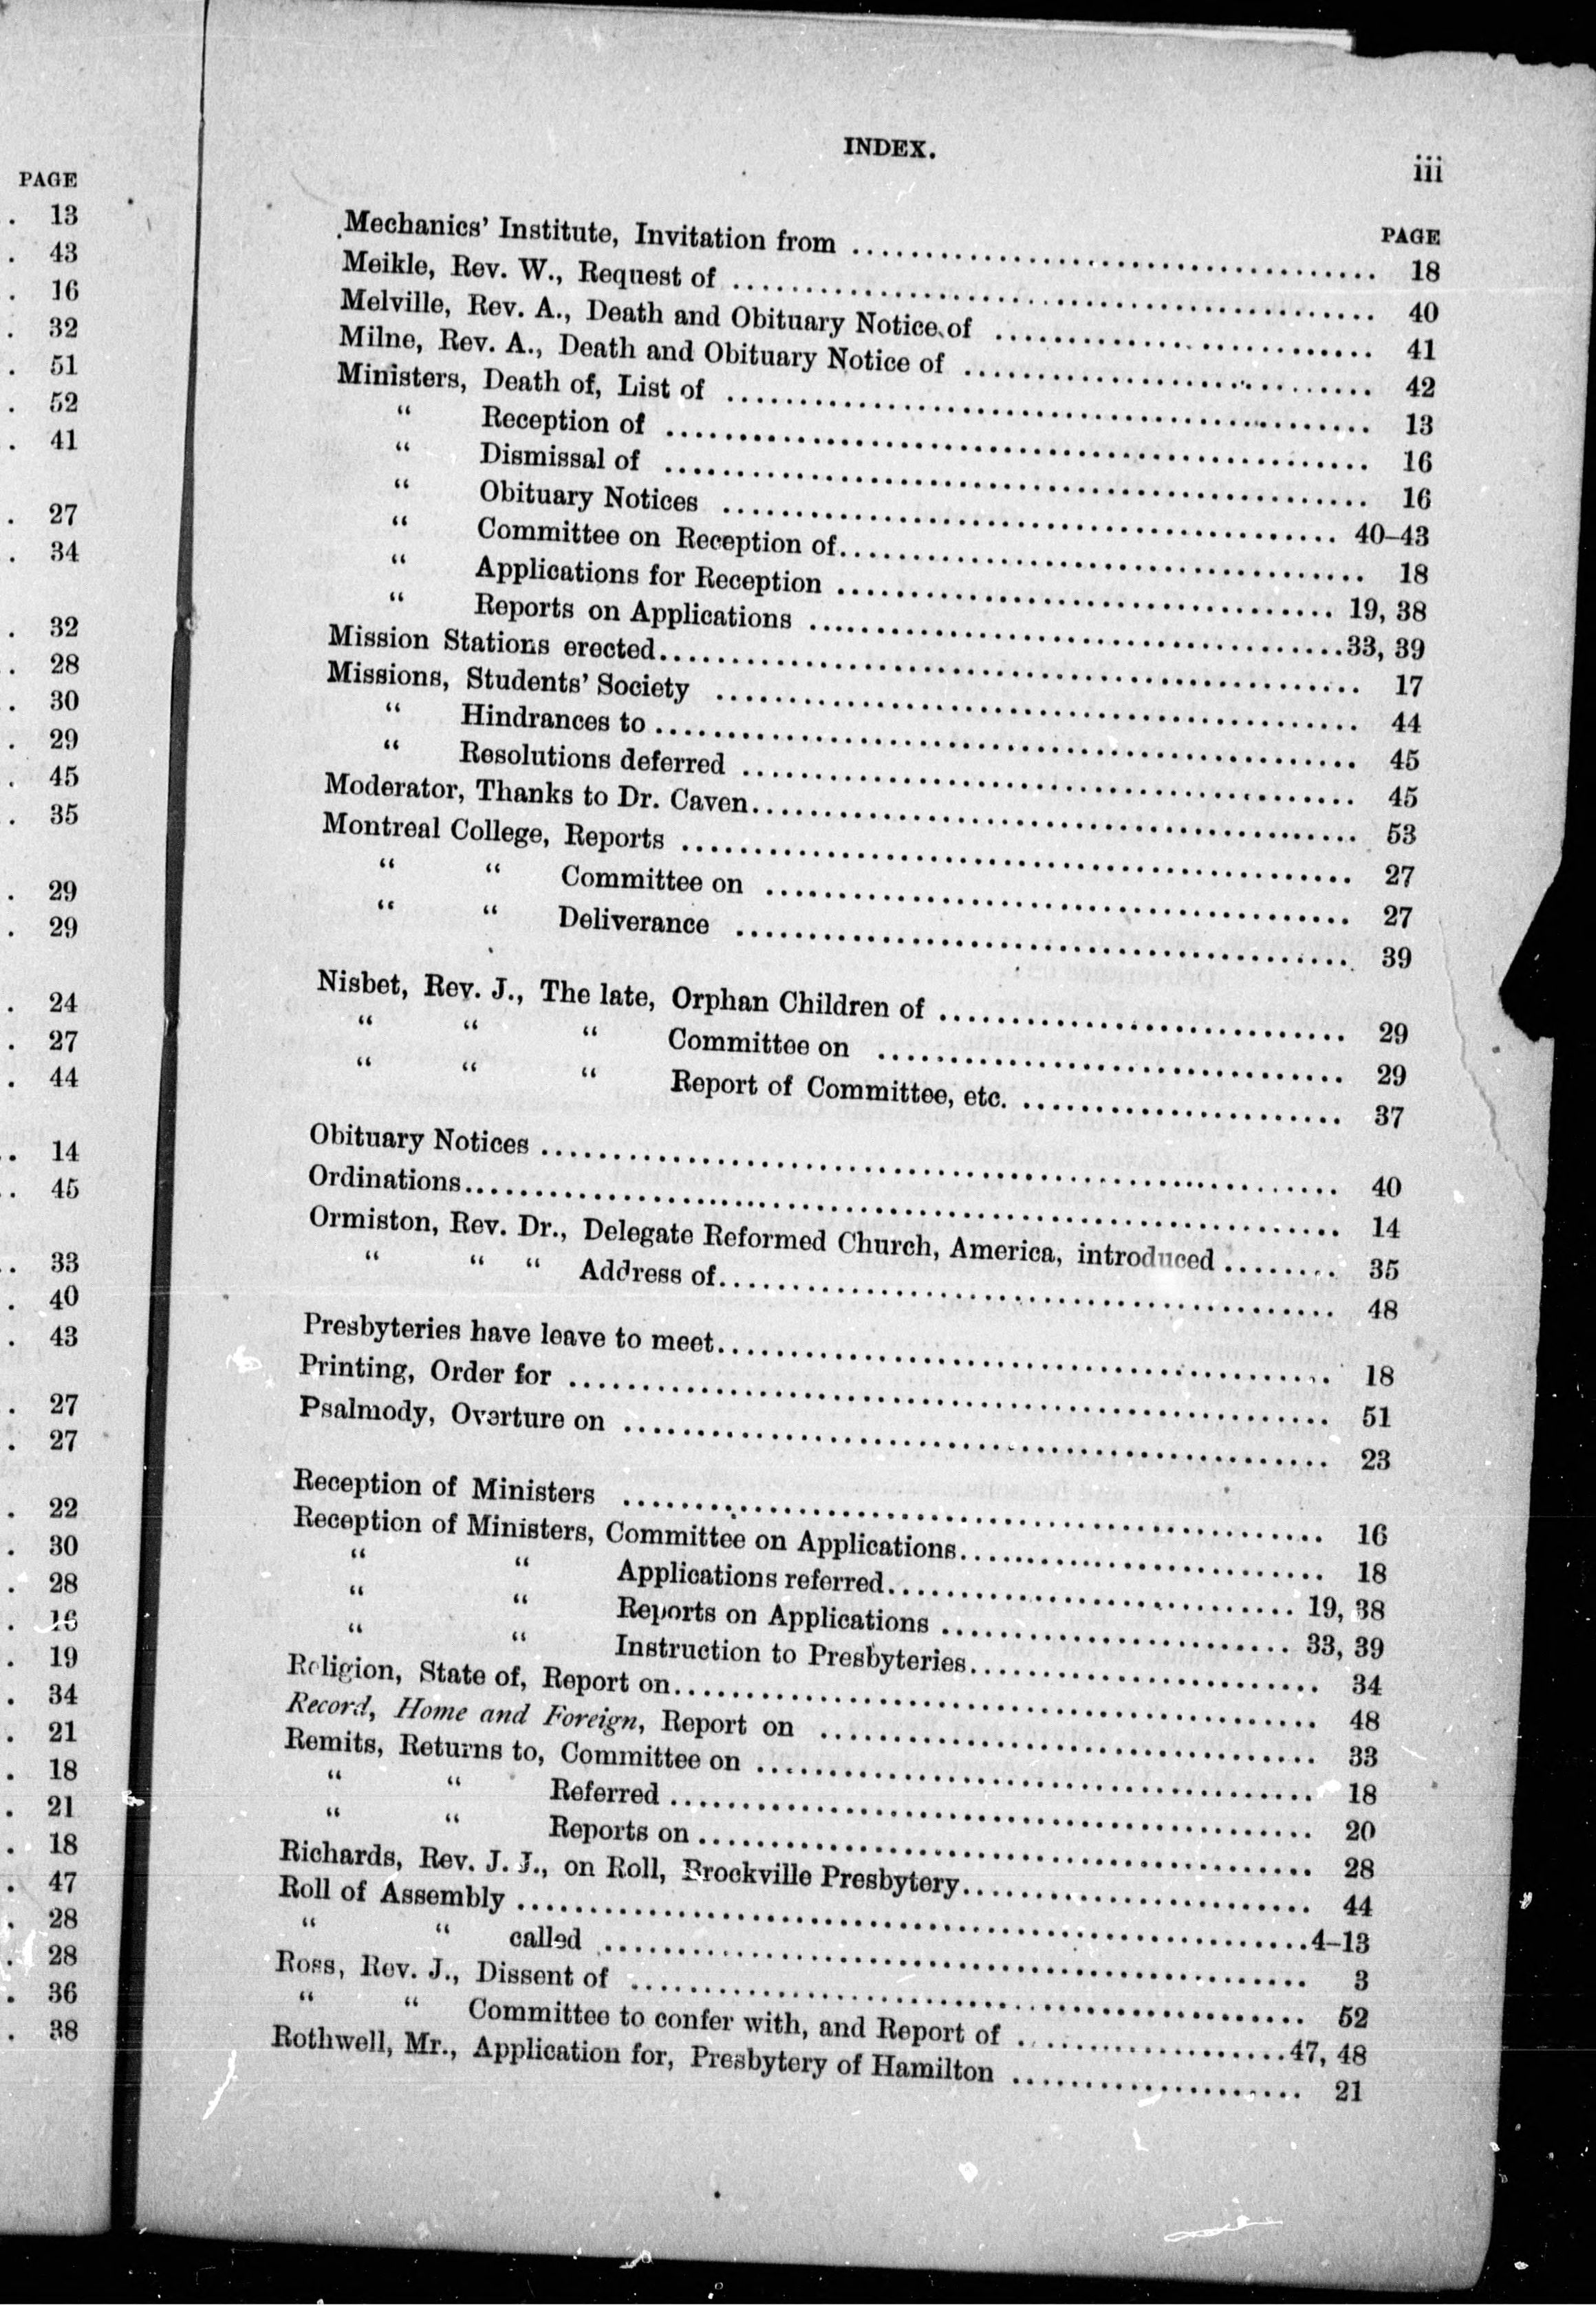 PAGE
. 13
. 43
. 16
. 32
. 51
. 52
. 41
. 27
. 34
. 32
. 28
. 30
. 29
. 45
. 35
. 29
. 29
. 24
. 27
. 44
.. 14
.. 45
.. 33
. 40
. 43
. 27
. 27
. 22
. 30
. 28
. 16
. 19
. 34
. 21
. 18
. 21
. 18
. 47
. 28
. 28
. 36
. 38
INDEX.
iii
PAGE
Mechanics' Institute, Invitation from .......... 18
Meikle, Rev. W., Request of .......... 40
Melville, Rev. A., Death and Obituary Notice of .......... 41
Milne, Rev. A., Death and Obituary Notice of .......... 42
Ministers, Death of, List of .......... 13
" Reception of .......... 16
" Dismissal of .......... 16
" Obituary Notices .......... 40–43
" Committee on Reception of.......... 18
" Applications for Reception .......... 19, 38
" Reports on Applications ..........33, 39
Mission Stations erected.......... 17
Missions, Students' Society .......... 44
" Hindrances to .......... 45
" Resolutions deferred .......... 45
Moderator, Thanks to Dr. Caven.......... 53
Montreal College, Reports .......... 27
" " Committee on .......... 27
" " Deliverance .......... 39
Nisbet, Rev. J., The late, Orphan Children of .......... 29
" " " Committee on .......... 29
" " " Report of Committee, etc. .......... 37
Obituary Notices .......... 40
Ordinations.......... 14
Ormiston, Rev. Dr., Delegate Reformed Church, America, introduced ........ 35
" " " Address of.......... 48
Presbyteries have leave to meet.......... 18
Printing, Order for .......... 51
Psalmody, Overture on .......... 23
Reception of Ministers .......... 16
Reception of Ministers, Committee on Applications.......... 18
" " Applications referred.......... 19, 38
" " Reports on Applications .......... 33, 39
" " Instruction to Presbyteries.......... 34
Religion, State of, Report on.......... 48
Record, Home and Foreign, Report on .......... 33
Remits, Returns to, Committee on .......... 18
" " Referred .......... 20
" " Reports on .......... 28
Richards, Rev. J. J., on Roll, Brockville Presbytery.......... 44
Roll of Assembly ..........4–13
" " called .......... 3
Ross, Rev. J., Dissent of .......... 52
" " Committee to confer with, and Report of ..........47, 48
Rothwell, Mr., Application for, Presbytery of Hamilton .......... 21